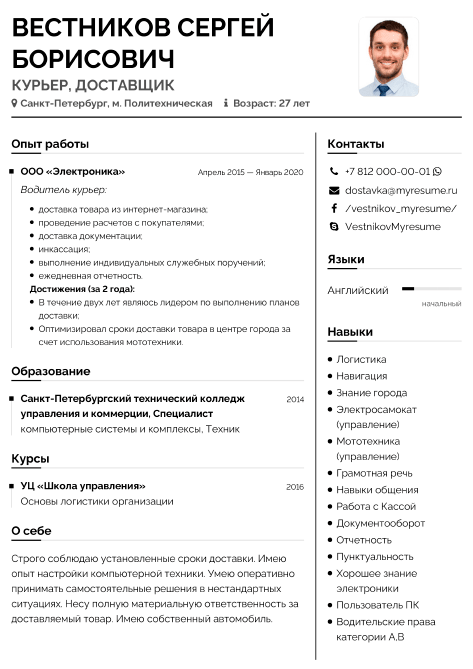 ВЕСТНИКОВ СЕРГЕЙ
БОРИСОВИЧ
КУРЬЕР, ДОСТАВЩИК
Санкт-Петербург, м. Политехническая Возраст: 27 лет
Опыт работы
ООО «Электроника» Апрель 2015 — Январь 2020
Водитель курьер:
доставка товара из интернет-магазина;
проведение расчетов с покупателями;
доставка документации;
инкассация;
выполнение индивидуальных служебных поручений;
ежедневная отчетность.
Достижения (за 2 года):
В течение двух лет являюсь лидером по выполнению планов
доставки;
Оптимизировал сроки доставки товара в центре города за
счет использования мототехники.
Образование
Санкт-Петербургский технический колледж 2014
управления и коммерции, Специалист
компьютерные системы и комплексы, Техник
Курсы
УЦ «Школа управления» 2016
Основы логистики организации
О себе
Строго соблюдаю установленные сроки доставки. Имею
опыт настройки компьютерной техники. Умею оперативно
принимать самостоятельные решения в нестандартных
ситуациях. Несу полную материальную ответственность за
доставляемый товар. Имею собственный автомобиль.
Контакты
+7 812 000-00-01
dostavka@myresume.ru
/vestnikov_myresume/
VestnikovMyresume
Языки
Английский
начальный
Навыки
Логистика
Навигация
Знание города
Электросамокат
(управление)
Мототехника
(управление)
Грамотная речь
Навыки общения
Работа с Кассой
Документооборот
Отчетность
Пунктуальность
Хорошее знание
электроники
Пользователь ПК
Водительские права
категории А,В